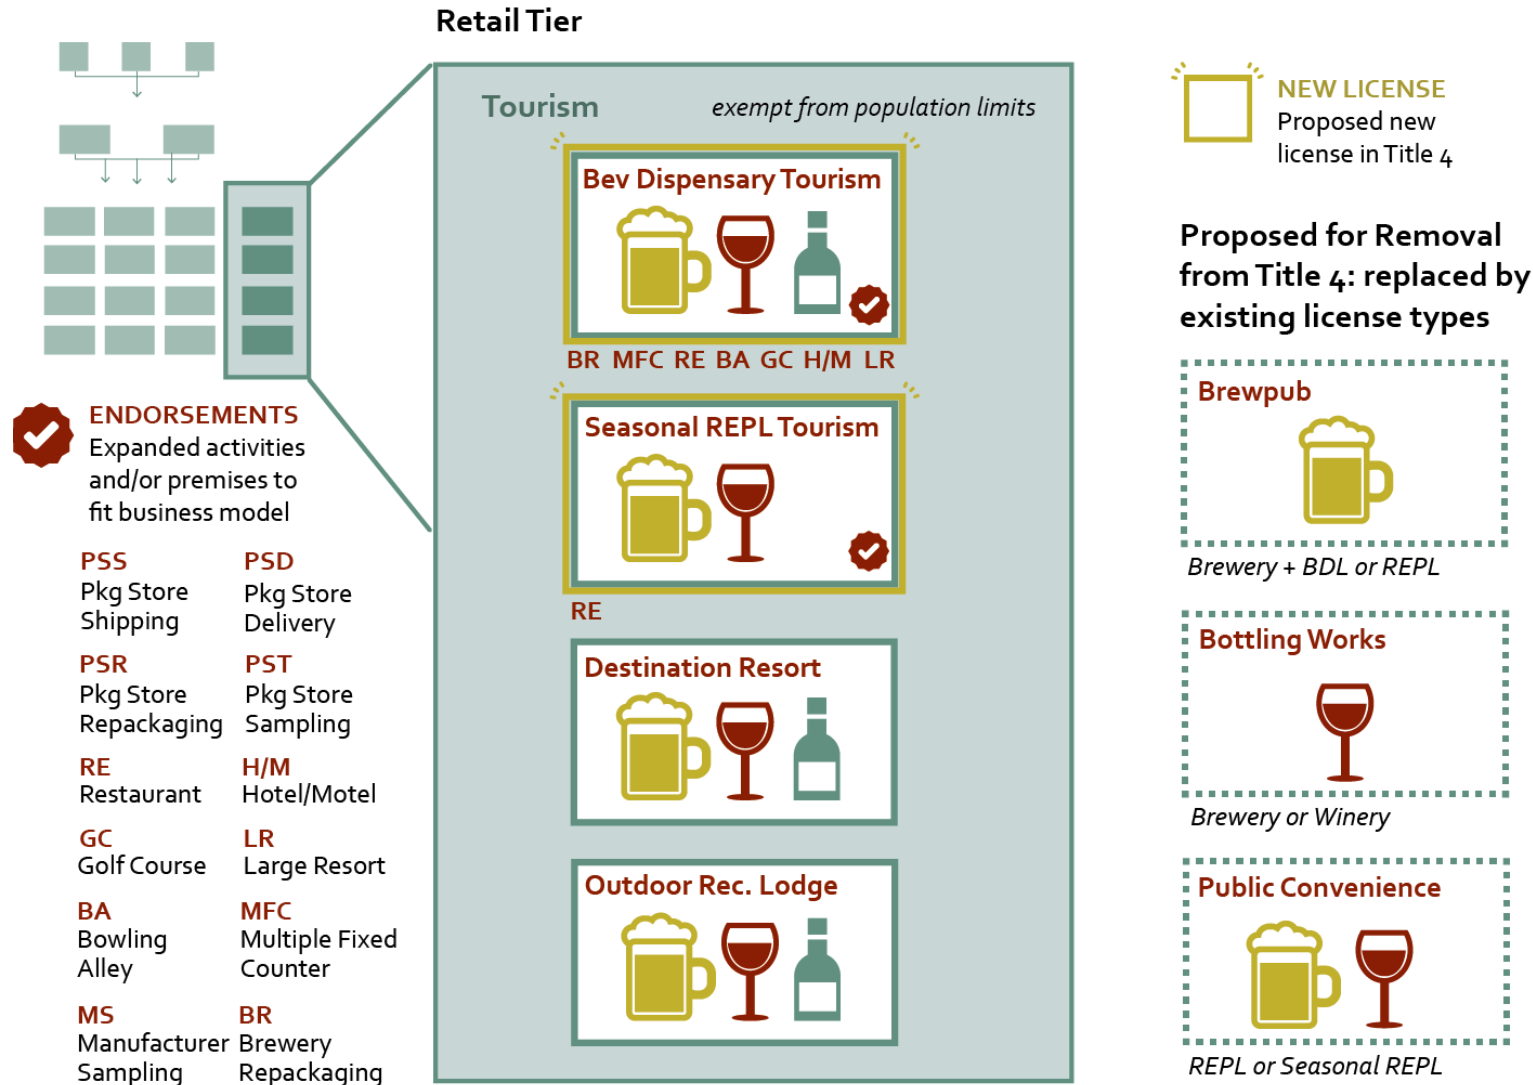 Retail Tier
Tourism
exempt from population limits
Bev Dispensary Tourism
BR MFC RE BA GC H/M LR
Seasonal REPL Tourism
RE
Destination Resort
Outdoor Rec. Lodge
ENDORSEMENTS
Expanded activities
and/or premises to
fit business model
PSS
Pkg Store
Shipping
PSD
Pkg Store
Delivery
PSR
Pkg Store
Repackaging
PST
Pkg Store
Sampling
RE
Restaurant
H/M
Hotel/Motel
GC
Golf Course
LR
Large Resort
BA
Bowling
Alley
MFC
Multiple Fixed
Counter
MS
Manufacturer
Sampling
BR
Brewery
Repackaging
NEW LICENSE
Proposed new
license in Title 4
Proposed for Removal
from Title 4: replaced by
existing license types
Brewpub
Brewery + BDL or REPL
Bottling Works
Brewery or Winery
Public Convenience
REPL or Seasonal REPL